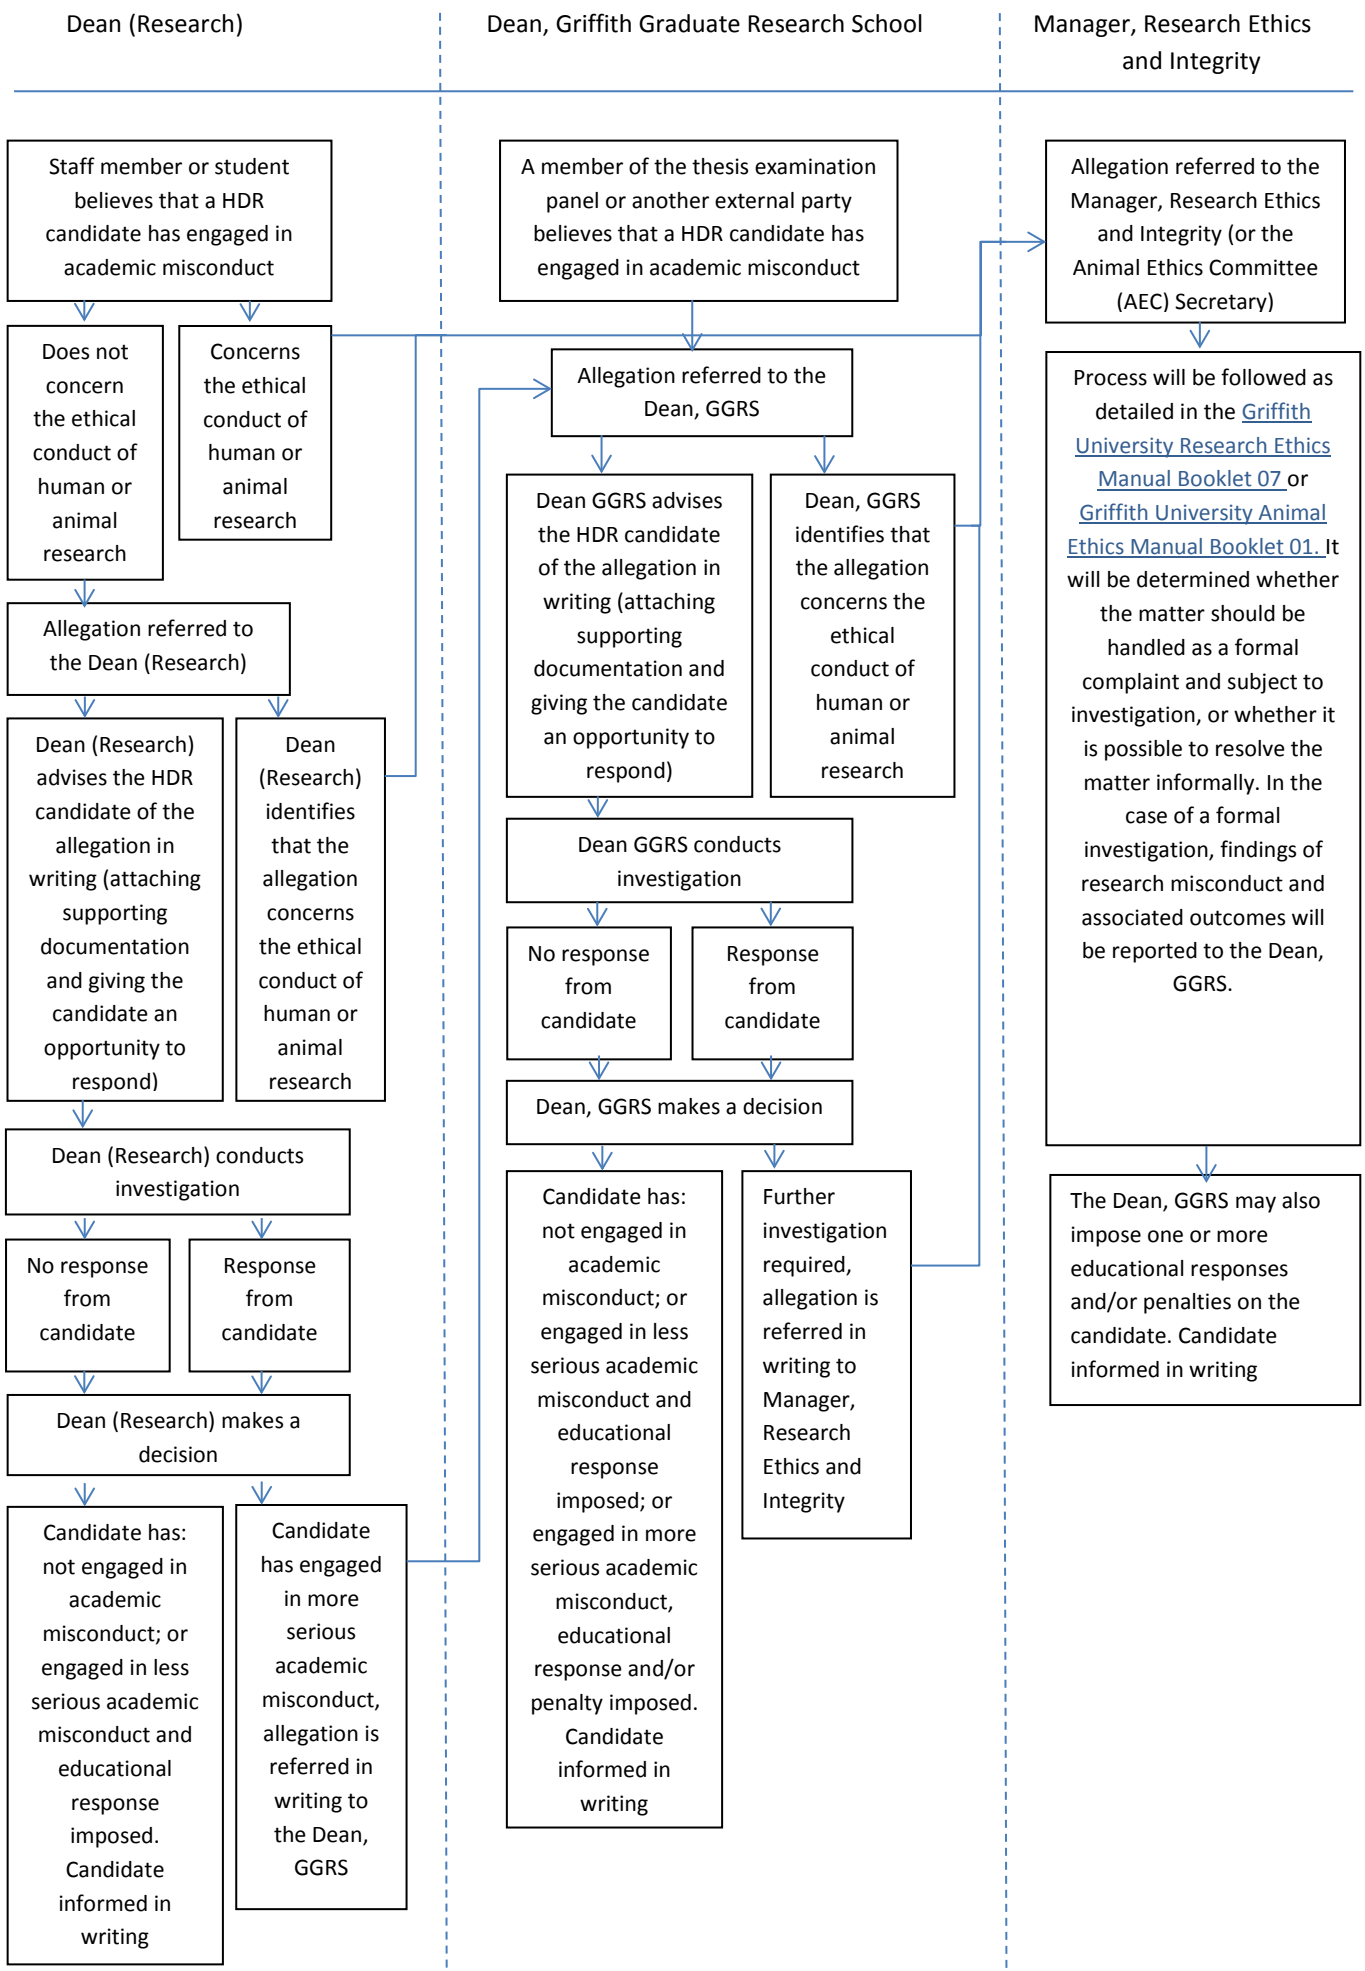 Dean (Research)
Dean, Griffith Graduate Research School
Manager, Research Ethics
and Integrity
Staff member or student
believes that a HDR
candidate has engaged in
academic misconduct
Does not
concern
the ethical
conduct of
human or
animal
research
Concerns
the ethical
conduct of
human or
animal
research
Allegation referred to
the Dean (Research)
Dean (Research)
advises the HDR
candidate of the
allegation in
writing (attaching
supporting
documentation
and giving the
candidate an
opportunity to
respond)
Dean
(Research)
identifies
that the
allegation
concerns
the ethical
conduct of
human or
animal
research
Dean (Research) conducts
investigation
No response
from
candidate
Response
from
candidate
Dean (Research) makes a
decision
Candidate has:
not engaged in
academic
misconduct; or
engaged in less
serious academic
misconduct and
educational
response
imposed.
Candidate
informed in
writing
Candidate
has engaged
in more
serious
academic
misconduct,
allegation is
referred in
writing to
the Dean,
GGRS
A member of the thesis examination
panel or another external party
believes that a HDR candidate has
engaged in academic misconduct
Allegation referred to the
Dean, GGRS
Dean GGRS advises
the HDR candidate
of the allegation in
writing (attaching
supporting
documentation and
giving the candidate
an opportunity to
respond)
Dean, GGRS
identifies that
the allegation
concerns the
ethical
conduct of
human or
animal
research
Dean GGRS conducts
investigation
No response
from
candidate
Response
from
candidate
Dean, GGRS makes a decision
Candidate has:
not engaged in
academic
misconduct; or
engaged in less
serious academic
misconduct and
educational
response
imposed; or
engaged in more
serious academic
misconduct,
educational
response and/or
penalty imposed.
Candidate
informed in
writing
Further
investigation
required,
allegation is
referred in
writing to
Manager,
Research
Ethics and
Integrity
Allegation referred to the
Manager, Research Ethics
and Integrity (or the
Animal Ethics Committee
(AEC) Secretary)
Process will be followed as
detailed in the Griffith
University Research Ethics
Manual Booklet 07 or
Griffith University Animal
Ethics Manual Booklet 01. It
will be determined whether
the matter should be
handled as a formal
complaint and subject to
investigation, or whether it
is possible to resolve the
matter informally. In the
case of a formal
investigation, findings of
research misconduct and
associated outcomes will
be reported to the Dean,
GGRS.
The Dean, GGRS may also
impose one or more
educational responses
and/or penalties on the
candidate. Candidate
informed in writing